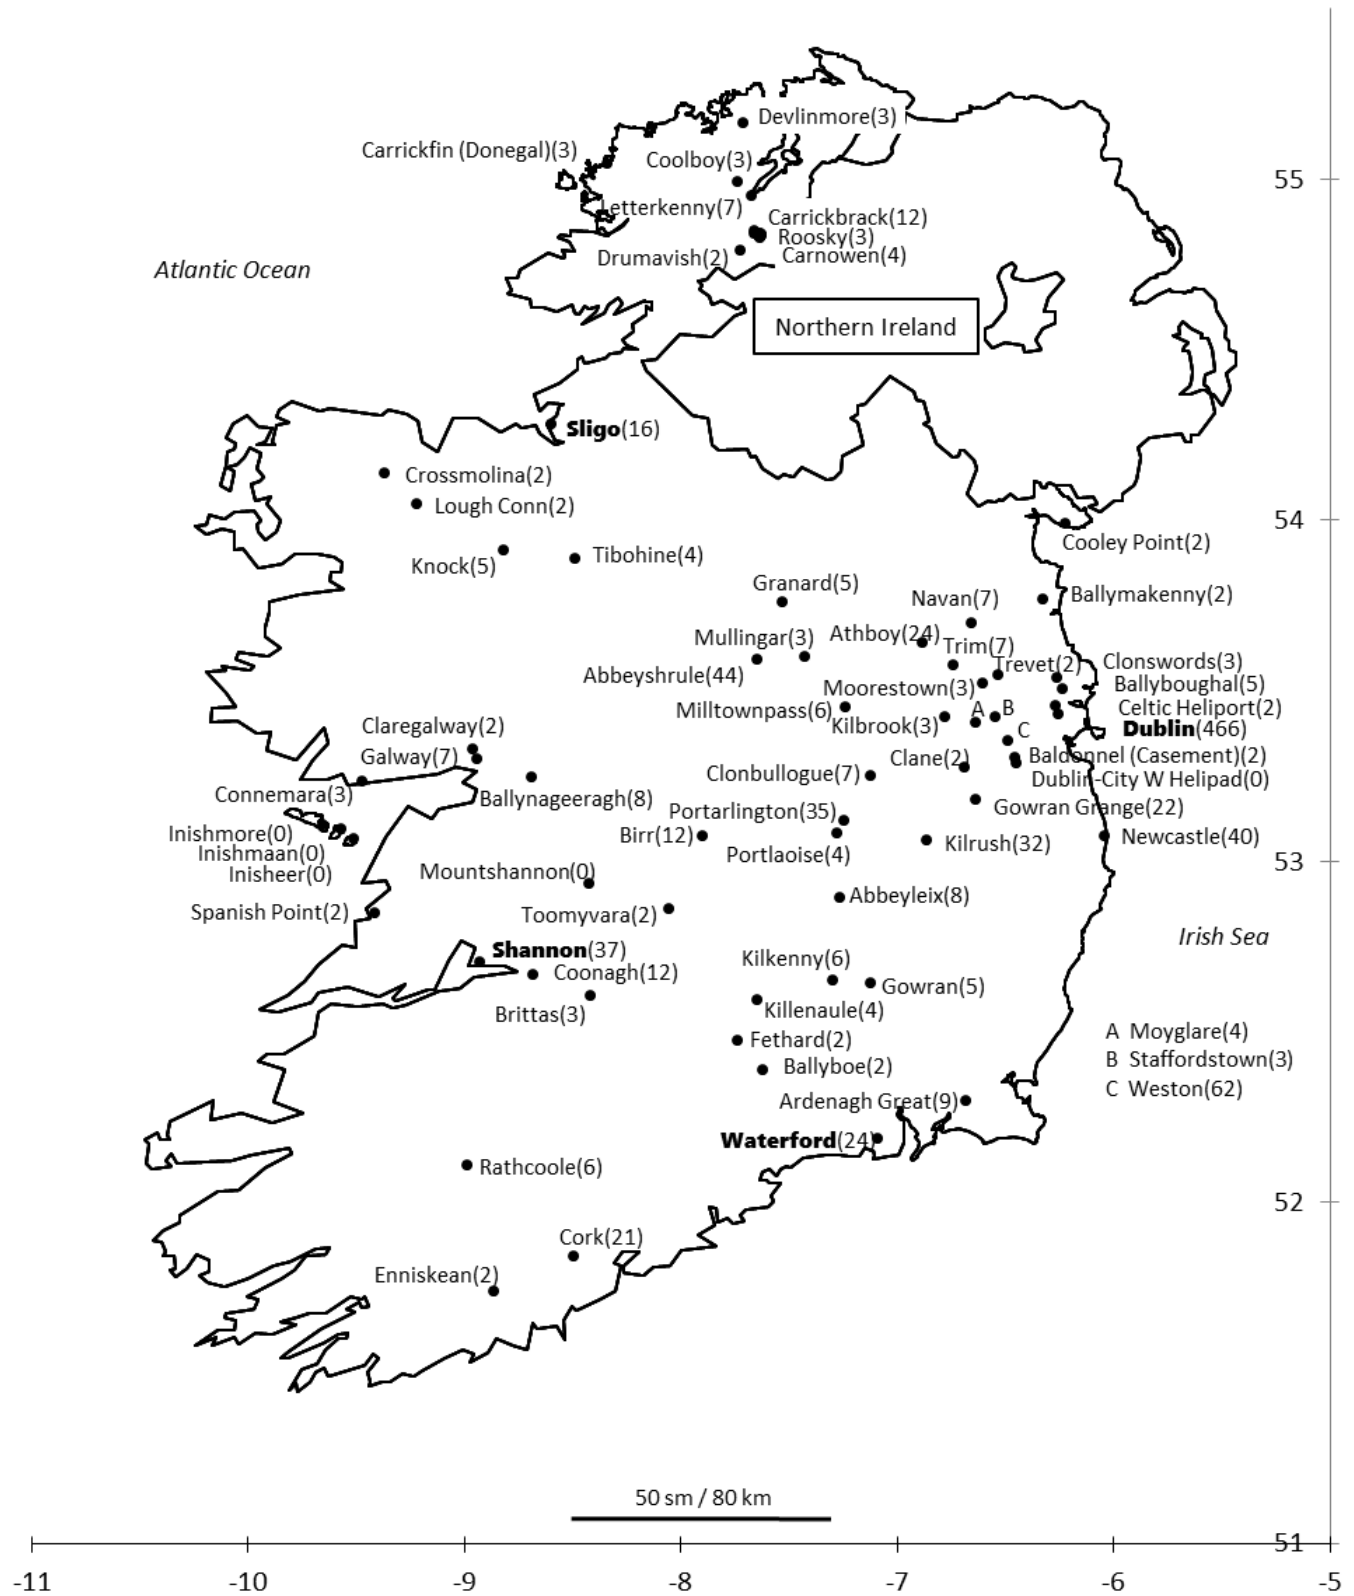 Devlinmore(3)
Carrickfin (Donegal)(3)
Coolboy(3)
55
Letterkenny(7)
Carrickbrack(12)
Roosky(3)
Carnowen(4)
Drumavish(2)
Atlantic Ocean
Northern Ireland
Sligo(16)
Crossmolina(2)
Lough Conn(2)
54
Cooley Point(2)
Knock(5)
Tibohine(4)
Granard(5)
Navan(7)
Ballymakenny(2)
Mullingar(3)
Athboy(24)
Trim(7)
Trevet(2)
Clonswords(3)
Abbeyshrule(44)
Moorestown(3)
Ballyboughal(5)
Milltownpass(6)
A
B
Celtic Heliport(2)
Kilbrook(3)
C
Dublin(466)
Claregalway(2)
Galway(7)
Clane(2)
Baldonnel (Casement)(2)
Clonbullogue(7)
Dublin-City W Helipad(0)
Connemara(3)
Ballynageeragh(8)
Portarlington(35)
Gowran Grange(22)
Inishmore(0)
Inishmaan(0)
Inisheer(0)
Birr(12)
Portlaoise(4)
Kilrush(32)
Newcastle(40)
53
Mountshannon(0)
Abbeyleix(8)
Spanish Point(2)
Toomyvara(2)
Irish Sea
Shannon(37)
Coonagh(12)
Brittas(3)
Kilkenny(6)
Gowran(5)
Killenaule(4)
Fethard(2)
Ballyboe(2)
A Moyglare(4)
B Staffordstown(3)
C Weston(62)
Ardenagh Great(9)
Waterford(24)
Rathcoole(6)
52
Cork(21)
Enniskean(2)
50 sm / 80 km
51
-11 -10 -9 -8 -7 -6 -5